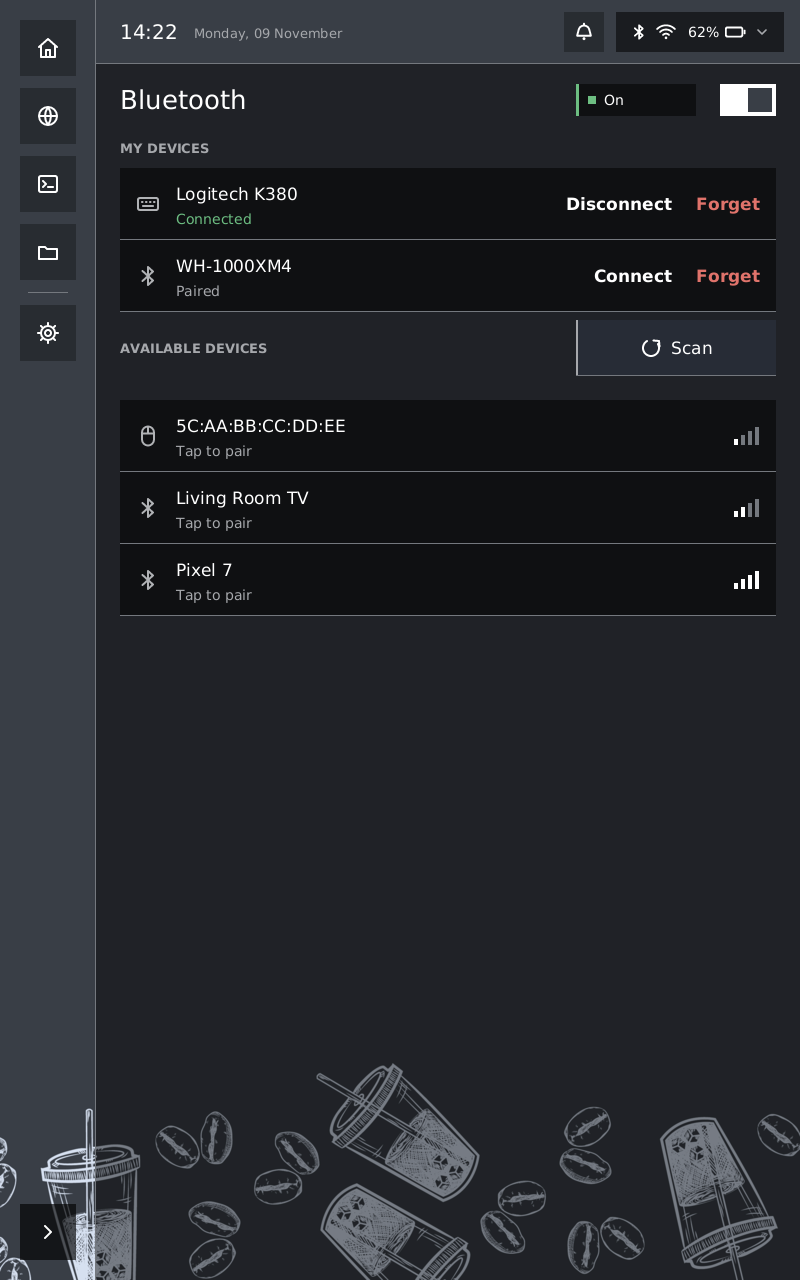 14:22 Monday, 09 November 62%
Bluetooth On
MY DEVICES
Logitech K380
Connected
Disconnect Forget
WH-1000XM4
Paired
Connect Forget
AVAILABLE DEVICES Scan
5C:AA:BB:CC:DD:EE
Tap to pair
Living Room TV
Tap to pair
Pixel 7
Tap to pair